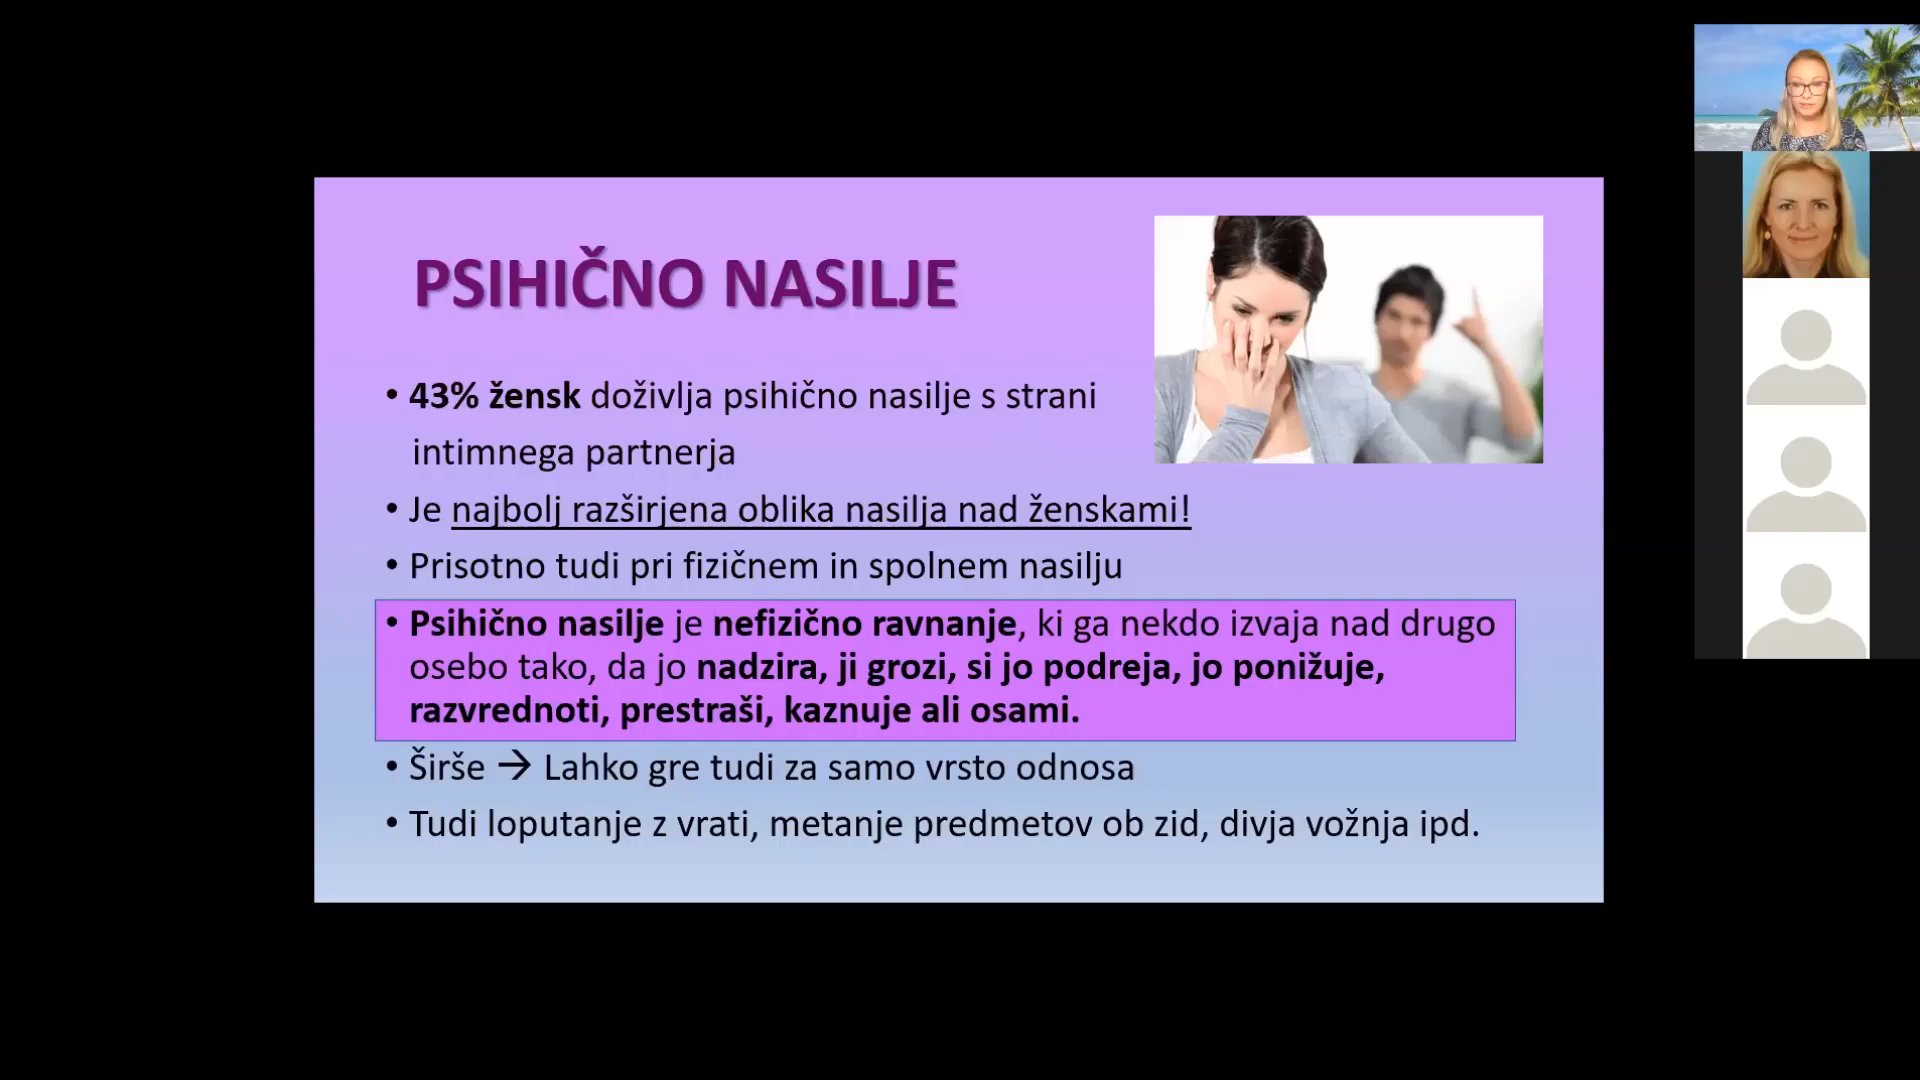 PSIHIČNO NASILJE
• 43% žensk doživlja psihično nasilje s strani
intimnega partnerja
• Je najbolj razširjena oblika nasilja nad ženskami!
• Prisotno tudi pri fizičnem in spolnem nasilju
• Psihično nasilje je nefizično ravnanje, ki ga nekdo izvaja nad drugo
osebo tako, da jo nadzira, ji grozi, si jo podreja, jo ponižuje,
razvrednoti, prestraši, kaznuje ali osami.
• Širše → Lahko gre tudi za samo vrsto odnosa
• Tudi loputanje z vrati, metanje predmetov ob zid, divja vožnja ipd.